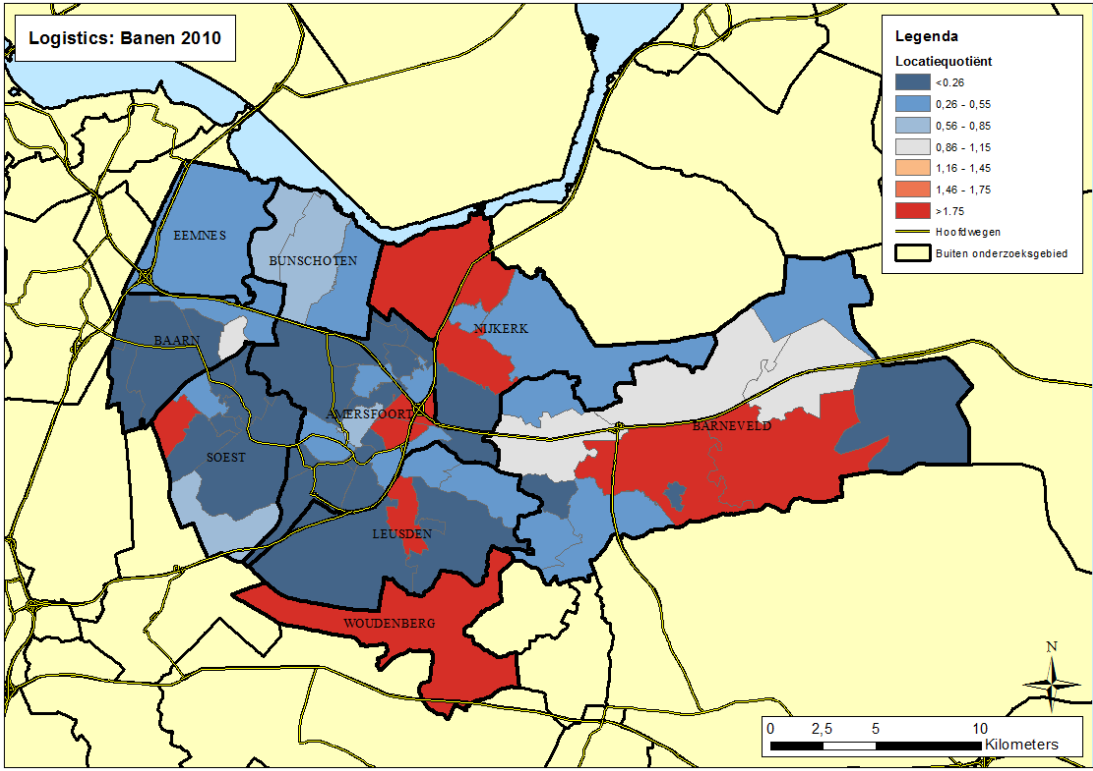 Logistics: Banen 2010
Legenda
Locatiequotiënt
<0.26
0,26 - 0,55
0,56 - 0,85
0,86 - 1,15
1,16 - 1,45
1,46 - 1,75
>1.75
Hoofdwegen
Buiten onderzoeksgebied
EEMNES
BUNSCHOTEN
NIJKERK
BAARN
AMERSFOORT
BARNEVELD
SOEST
LEUSDEN
WOUDENBERG
N
0 2,5 5 10
Kilometers